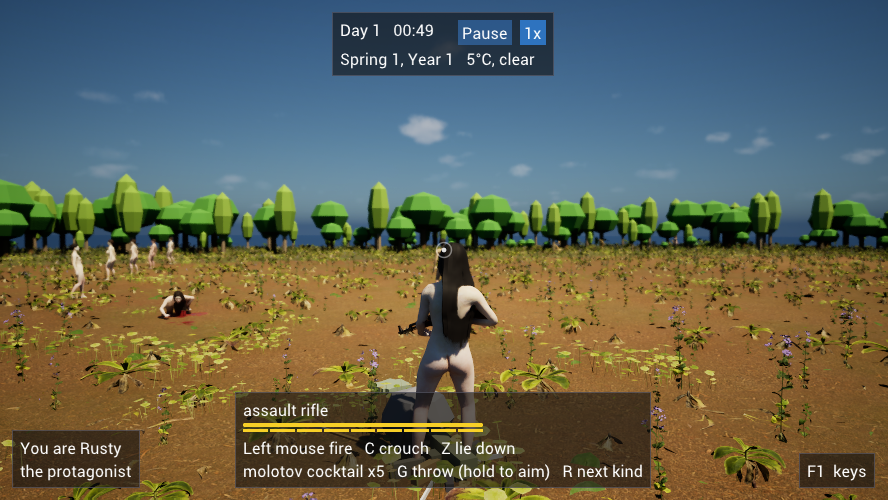 Day 1 00:49 Pause 1x
Spring 1, Year 1 5°C, clear
assault rifle
Left mouse fire C crouch Z lie down
molotov cocktail x5 G throw (hold to aim) R next kind
You are Rusty
the protagonist
F1 keys